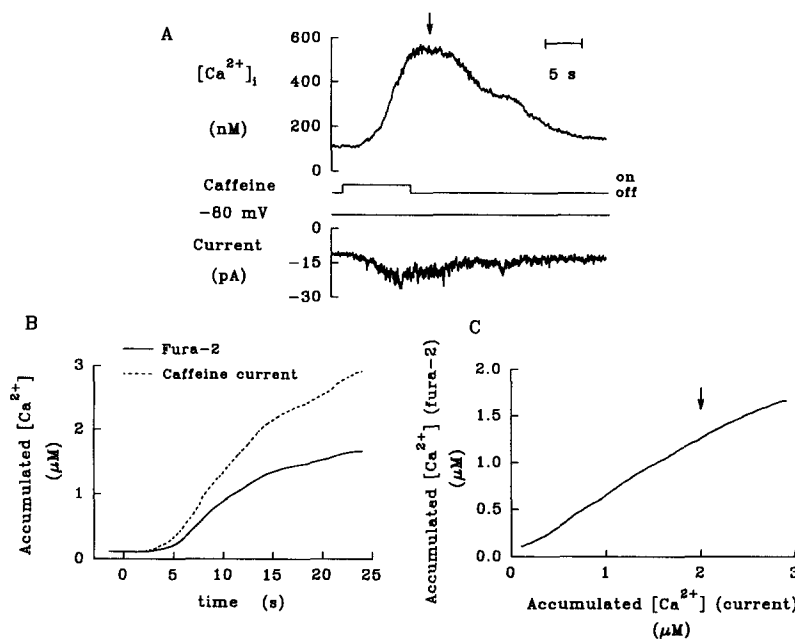 A
[Ca2+]i
(nM)
600
400
200
0
5 s
Caffeine
on
off
-80 mV
Current
(pA)
0
-15
-30
B
Fura-2
Caffeine current
Accumulated [Ca2+]
(μM)
3
2
1
0
0 5 10 15 20 25
time (s)
C
Accumulated [Ca2+] (fura-2)
(μM)
2.0
1.5
1.0
0.5
0.0
0 1 2 3
Accumulated [Ca2+] (current)
(μM)